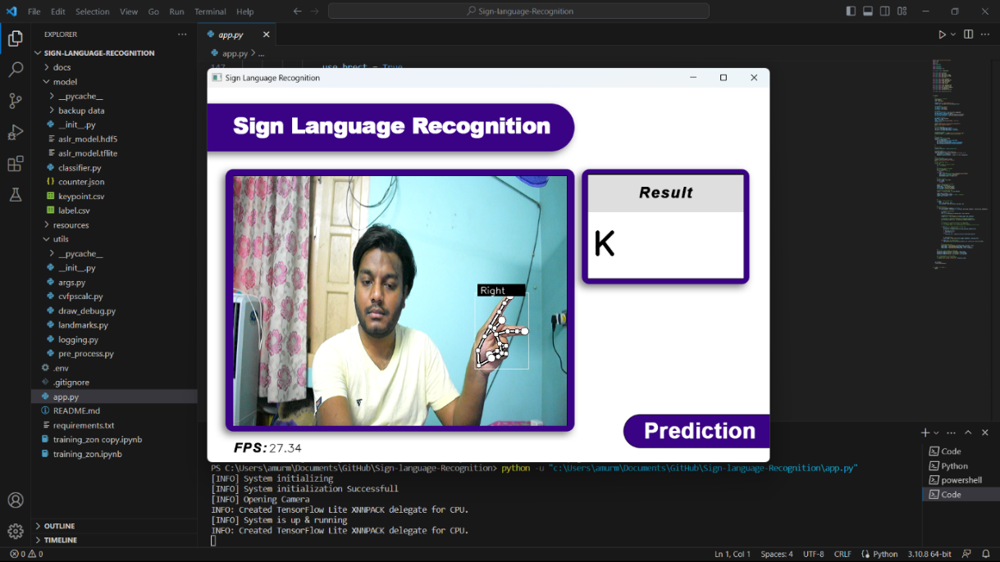 File Edit Selection View Go Run Terminal Help
Sign-language-Recognition
EXPLORER
SIGN-LANGUAGE-RECOGNITION
docs
model
__pycache__
backup data
__init__.py
aslr_model.hdf5
aslr_model.tflite
classifier.py
counter.json
keypoint.csv
label.csv
resources
utils
__pycache__
__init__.py
args.py
cvfpscalc.py
draw_debug.py
landmarks.py
logging.py
pre_process.py
.env
.gitignore
app.py
README.md
requirements.txt
training_zon copy.ipynb
training_zon.ipynb
OUTLINE
TIMELINE
app.py
app.py > ...
147 use_brect = True
Sign Language Recognition
Sign Language Recognition
Right
Result
K
FPS:27.34
Prediction
PS C:\Users\amurm\Documents\GitHub\Sign-language-Recognition> python -u "c:\Users\amurm\Documents\GitHub\Sign-language-Recognition\app.py"
[INFO] System initializing
[INFO] System initialization Successfull
[INFO] Opening Camera
INFO: Created TensorFlow Lite XNNPACK delegate for CPU.
[INFO] System is up & running
INFO: Created TensorFlow Lite XNNPACK delegate for CPU.
Code
Python
powershell
Code
0 0
Ln 1, Col 1 Spaces: 4 UTF-8 CRLF Python 3.10.8 64-bit